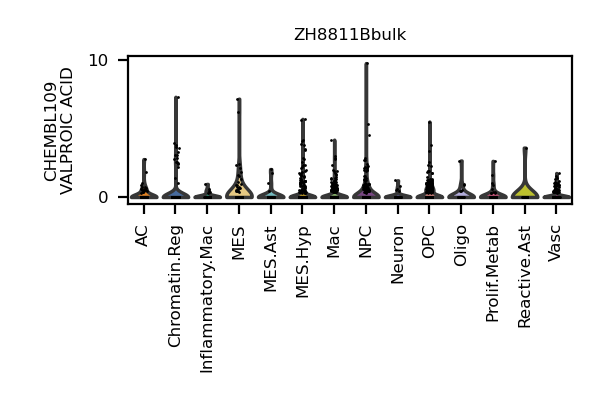 ZH8811Bbulk
CHEMBL109
VALPROIC ACID
10
0
AC
Chromatin.Reg
Inflammatory.Mac
MES
MES.Ast
MES.Hyp
Mac
NPC
Neuron
OPC
Oligo
Prolif.Metab
Reactive.Ast
Vasc